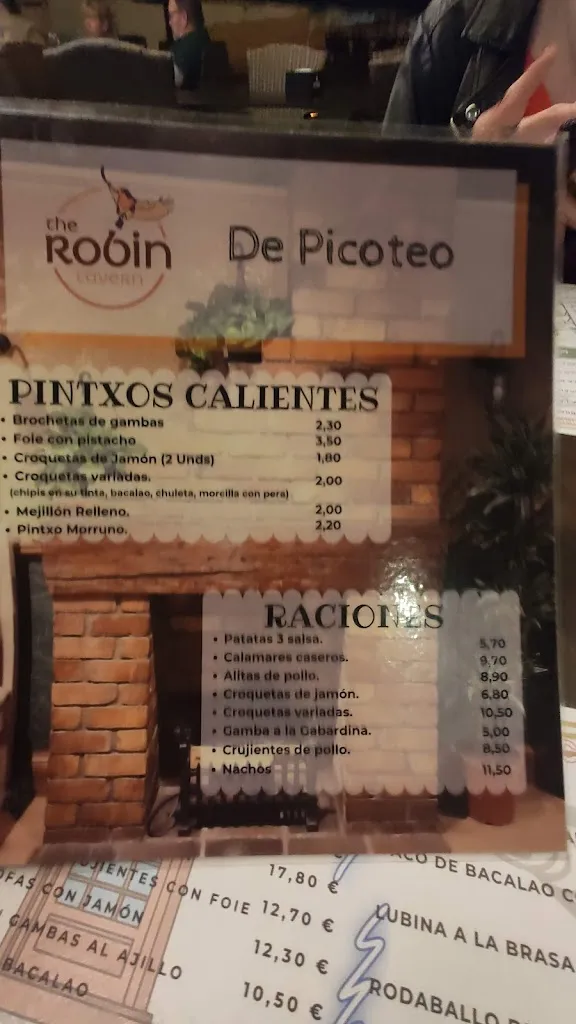 the
Robin
tavern
De Picoteo
PINTXOS CALIENTES
• Brochetas de gambas 2,30
• Foie con pistacho 3,50
• Croquetas de Jamón (2 Unds) 1,80
• Croquetas variadas. 2,00
(chipis en su tinta, bacalao, chuleta, morcilla con pera)
• Mejillón Relleno. 2,00
• Pintxo Morruno. 2,20
RACIONES
• Patatas 3 salsa. 5,70
• Calamares caseros. 9,70
• Alitas de pollo. 8,90
• Croquetas de jamón. 6,80
• Croquetas variadas. 10,50
• Gamba a la Gabardina. 5,00
• Crujientes de pollo. 8,50
• Nachos 11,50
CON FOIE 17,80 €
CON JAMÓN 12,70 €
GAMBAS AL AJILLO 12,30 €
BACALAO 10,50 €
DE BACALAO
LUBINA A LA BRASA
RODABALLO